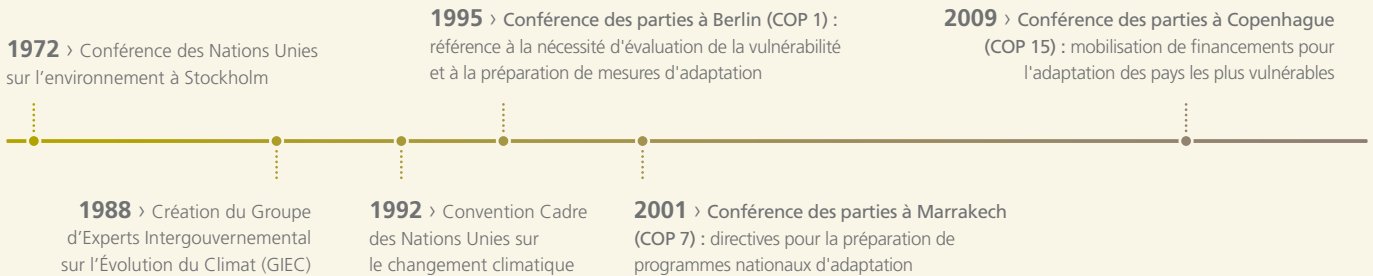 1972 › Conférence des Nations Unies
sur l’environnement à Stockholm
1988 › Création du Groupe
d’Experts Intergouvernemental
sur l’Évolution du Climat (GIEC)
1992 › Convention Cadre
des Nations Unies sur
le changement climatique
1995 › Conférence des parties à Berlin (COP 1) :
référence à la nécessité d'évaluation de la vulnérabilité
et à la préparation de mesures d'adaptation
2001 › Conférence des parties à Marrakech
(COP 7) : directives pour la préparation de
programmes nationaux d'adaptation
2009 › Conférence des parties à Copenhague
(COP 15) : mobilisation de financements pour
l'adaptation des pays les plus vulnérables